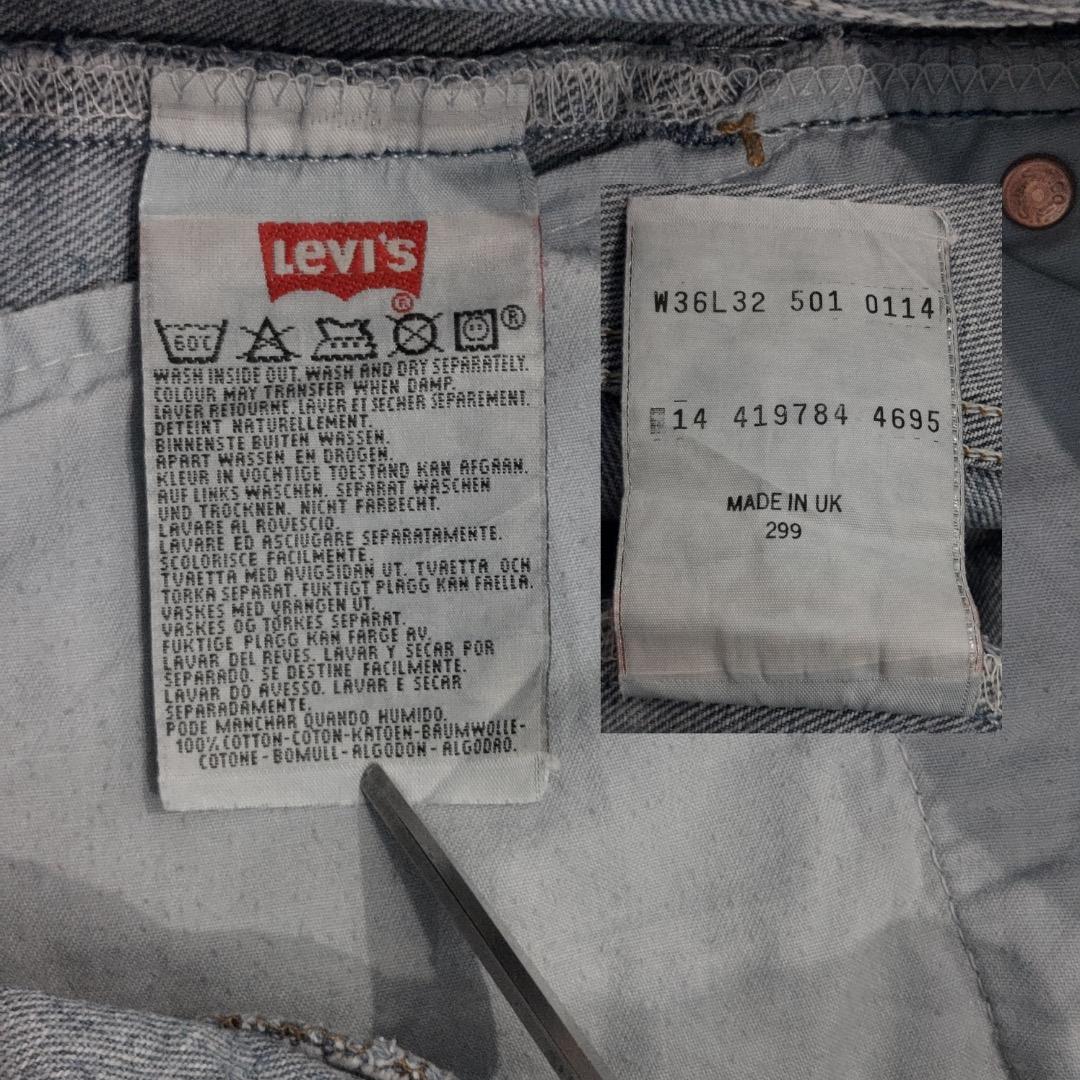 Levi's
®
60°C
®
WASH INSIDE OUT. WASH AND DRY SEPARATELY.
COLOUR MAY TRANSFER WHEN DAMP.
LAVER RETOURNE. LAVER ET SECHER SEPAREMENT.
DETEINT NATURELLEMENT.
BINNENSTE BUITEN WASSEN.
APART WASSEN EN DROGEN.
KLEUR IN VOCHTIGE TOESTAND KAN AFGAAN.
AUF LINKS WASCHEN. SEPARAT WASCHEN
UND TROCKNEN. NICHT FARBECHT.
LAVARE AL ROVESCIO.
LAVARE ED ASCIUGARE SEPARATAMENTE.
SCOLORISCE FACILMENTE.
TVAETTA MED AVIGSIDAN UT. TVAETTA OCH
TORKA SEPARAT. FUKTIGT PLAGG KAN FAELLA.
VASKES MED VRANGEN UT.
VASKES OG TORKES SEPARAT.
FUKTIGE PLAGG KAN FARGE AV.
LAVAR DEL REVES. LAVAR Y SECAR POR
SEPARADO. SE DESTINE FACILMENTE.
LAVAR DO AVESSO. LAVAR E SECAR
SEPARADAMENTE.
PODE MANCHAR QUANDO HUMIDO.
100% COTTON-COTON-KATOEN-BAUMWOLLE-
COTONE-BOMULL-ALGODON-ALGODAO.
W36L32 501 0114
14 419784 4695
MADE IN UK
299